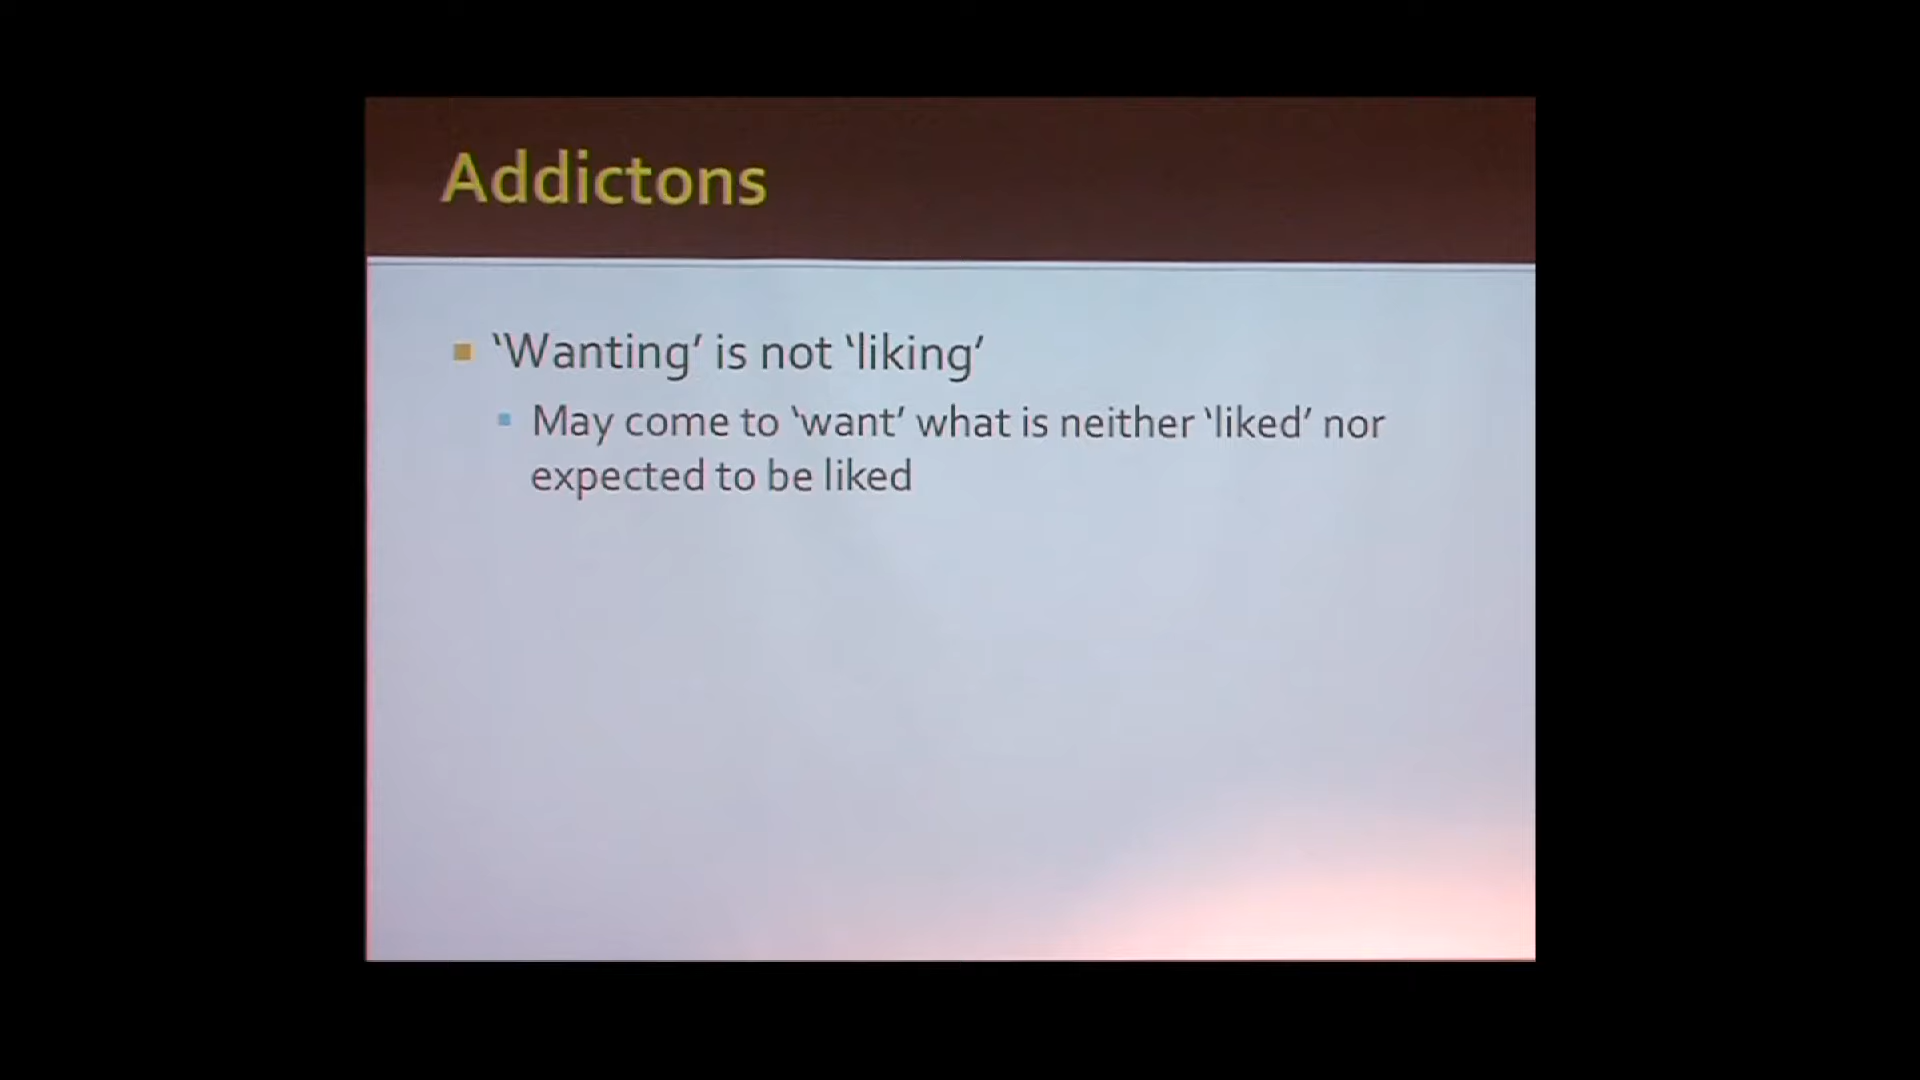 Addictons
‘Wanting’ is not ‘liking’
May come to ‘want’ what is neither ‘liked’ nor
expected to be liked